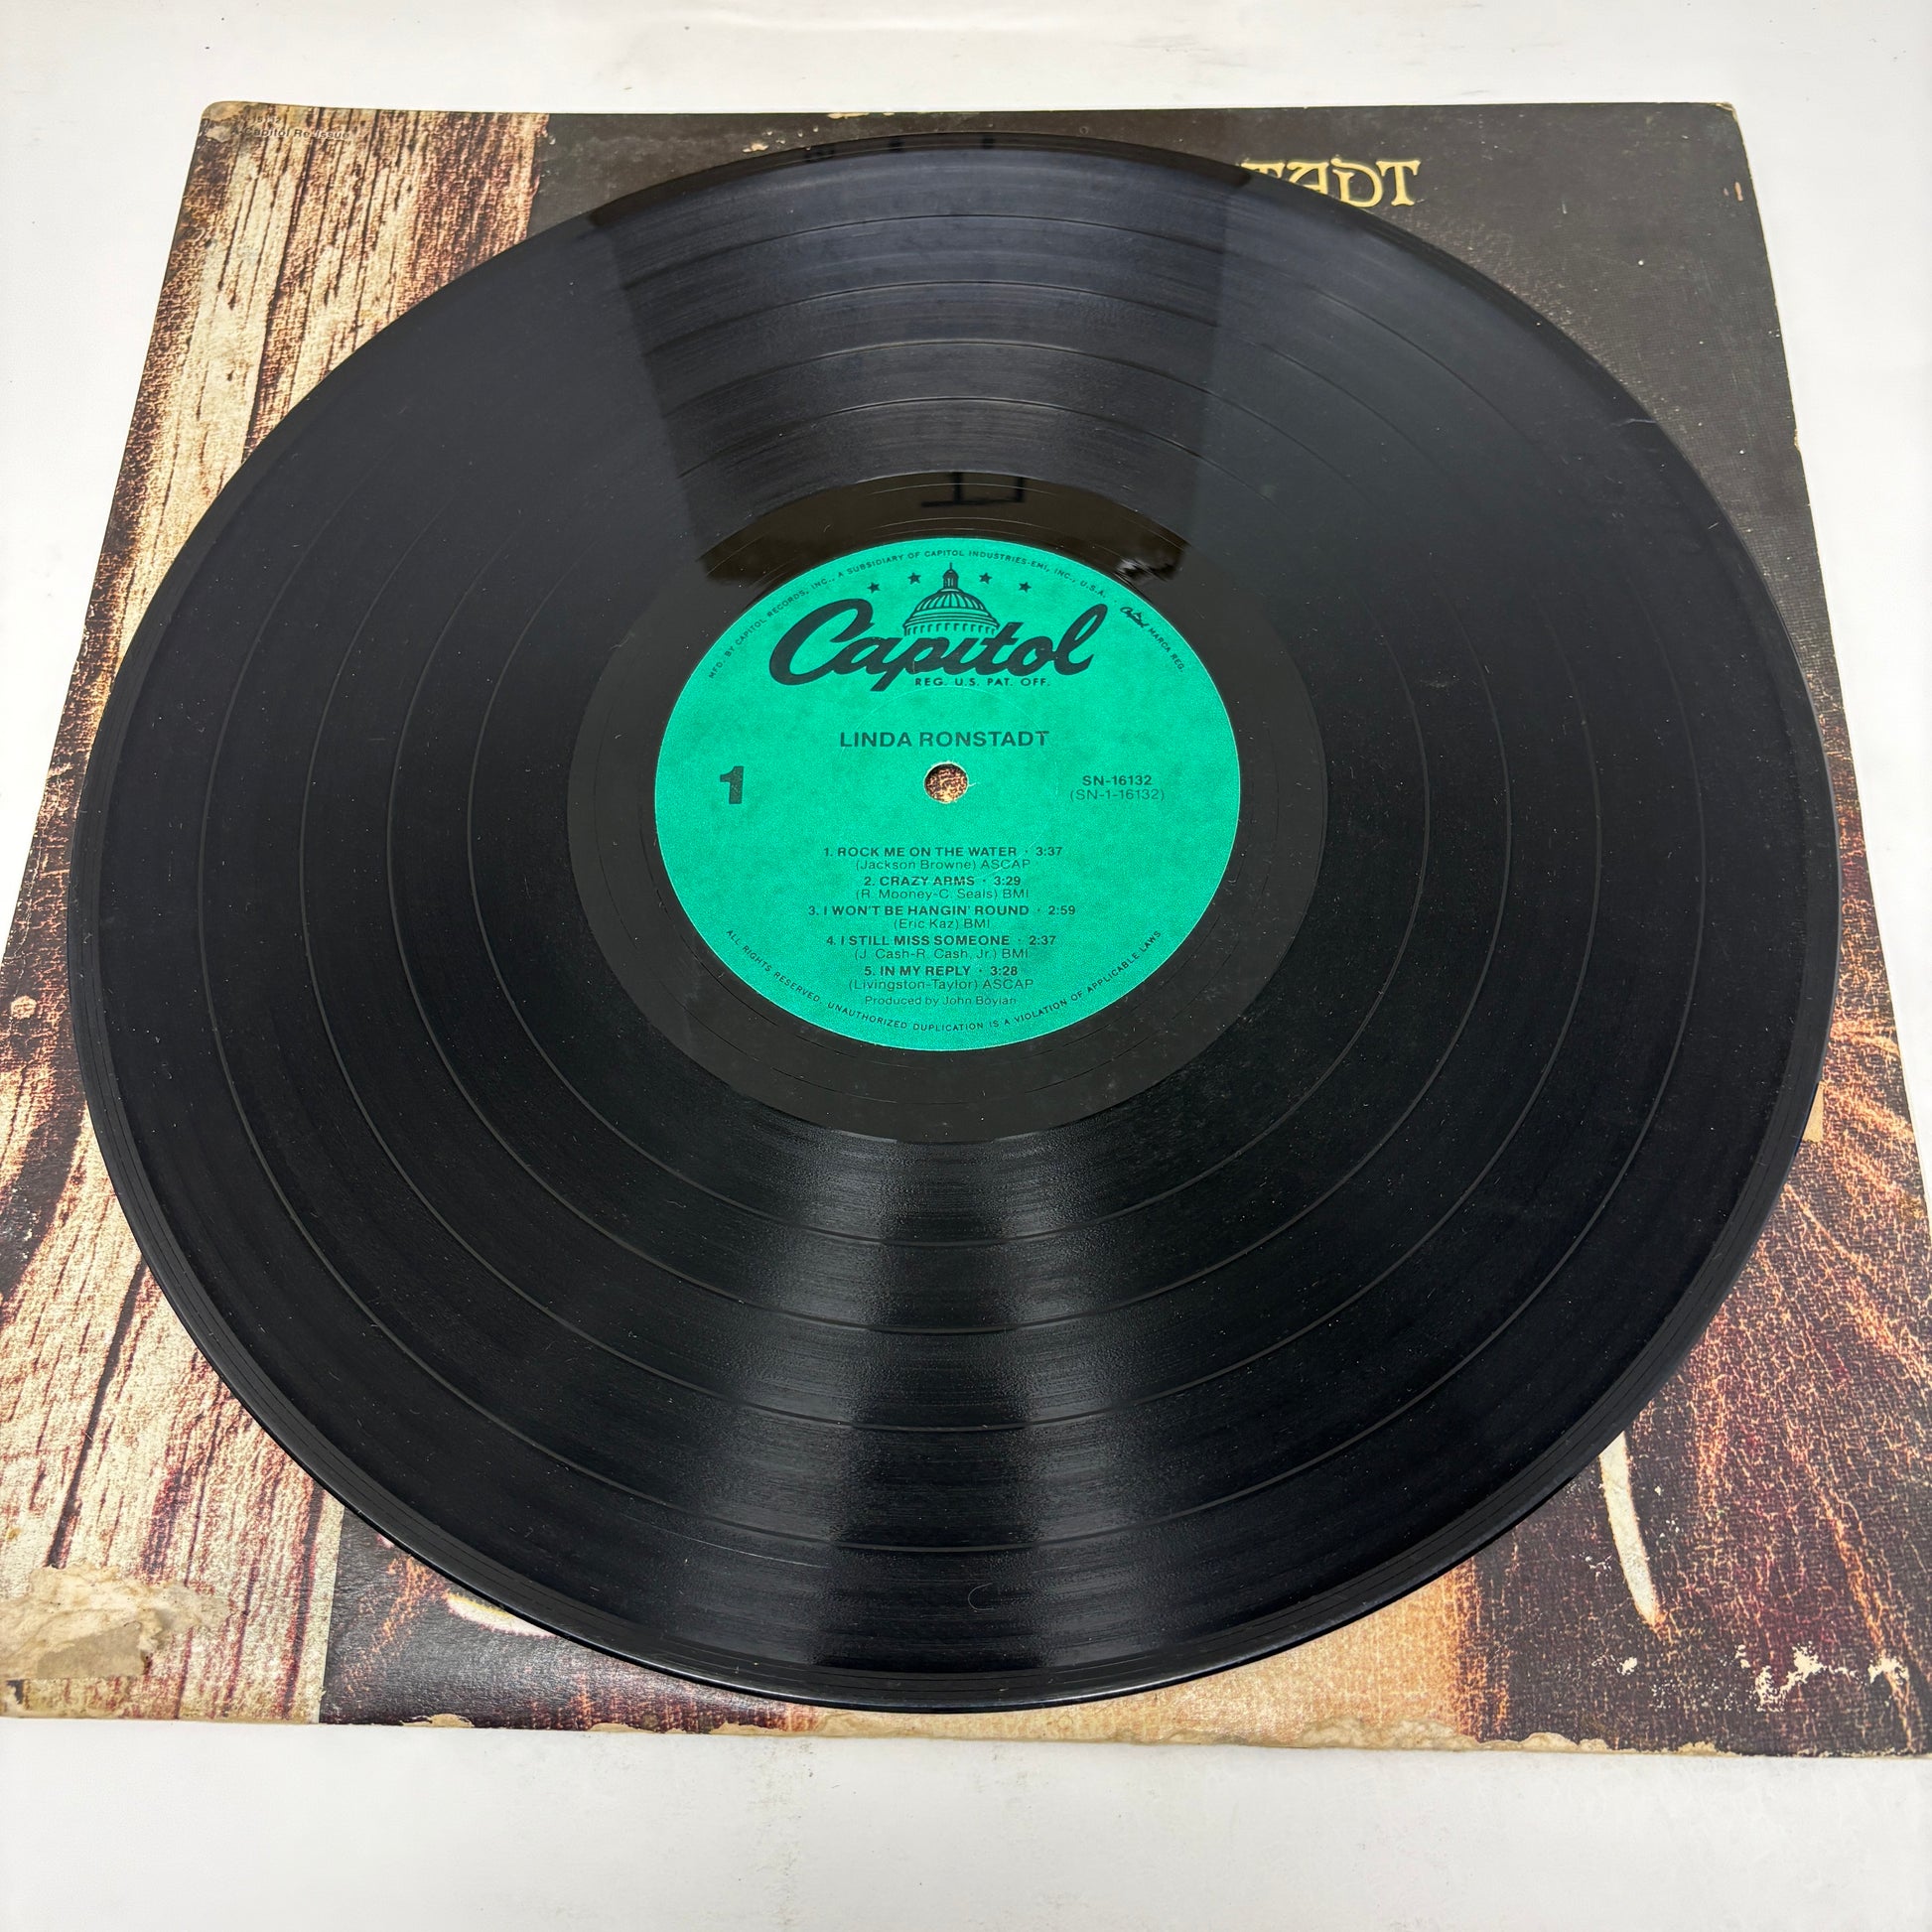 Capitol Re-Issue
TADT
MFD. BY CAPITOL RECORDS, INC., A SUBSIDIARY OF CAPITOL INDUSTRIES-EMI, INC., U.S.A. Capitol MARCA REG.
Capitol
REG. U.S. PAT. OFF.
LINDA RONSTADT
1
SN-16132
(SN-1-16132)
1. ROCK ME ON THE WATER · 3:37
(Jackson Browne) ASCAP
2. CRAZY ARMS · 3:29
(R. Mooney-C. Seals) BMI
3. I WON'T BE HANGIN' ROUND · 2:59
(Eric Kaz) BMI
4. I STILL MISS SOMEONE · 2:37
(J. Cash-R. Cash, Jr.) BMI
5. IN MY REPLY · 3:28
(Livingston-Taylor) ASCAP
Produced by John Boylan
ALL RIGHTS RESERVED. UNAUTHORIZED DUPLICATION IS A VIOLATION OF APPLICABLE LAWS